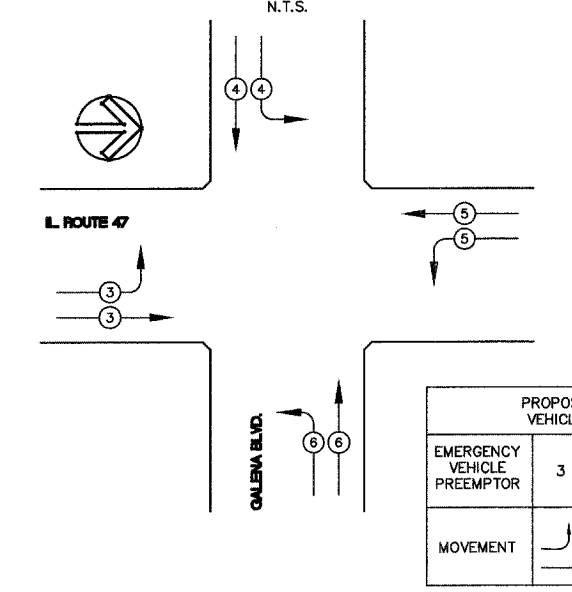 N.T.S.
4 4
IL. ROUTE 47
5
5
3
3
GALENA BLVD.
6 6
EMERGENCY
VEHICLE
PREEMPTOR
3
MOVEMENT